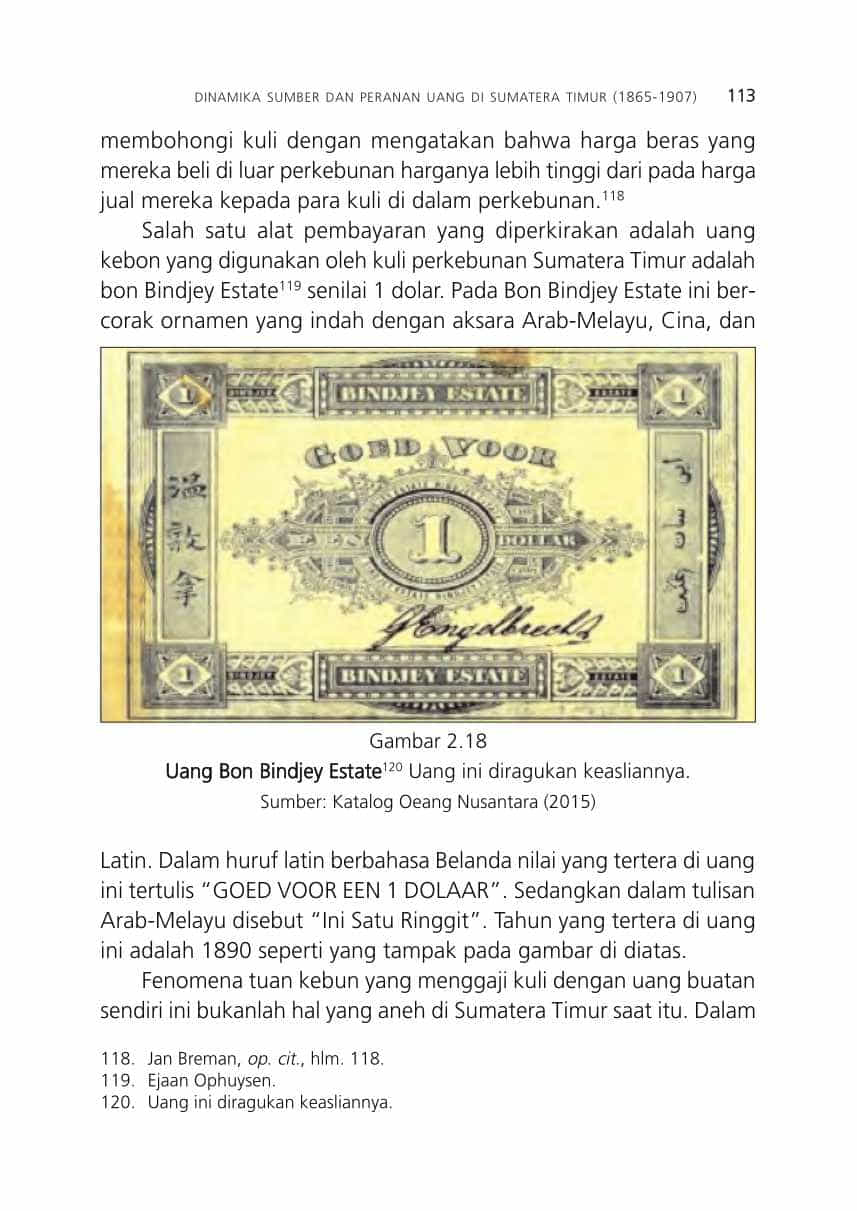 DINAMIKA SUMBER DAN PERANAN UANG DI SUMATERA TIMUR (1865-1907) 113
membohongi kuli dengan mengatakan bahwa harga beras yang
mereka beli di luar perkebunan harganya lebih tinggi dari pada harga
jual mereka kepada para kuli di dalam perkebunan.118
Salah satu alat pembayaran yang diperkirakan adalah uang
kebon yang digunakan oleh kuli perkebunan Sumatera Timur adalah
bon Bindjey Estate119 senilai 1 dolar. Pada Bon Bindjey Estate ini ber-
corak ornamen yang indah dengan aksara Arab-Melayu, Cina, dan
1 BINDJEY BINDJEY ESTATE ESTATE 1
GOED VOOR
EEN 1 DOLLAR
G Engelbrecht
1 BINDJEY BINDJEY ESTATE ESTATE 1
Gambar 2.18
Uang Bon Bindjey Estate120 Uang ini diragukan keasliannya.
Sumber: Katalog Oeang Nusantara (2015)
Latin. Dalam huruf latin berbahasa Belanda nilai yang tertera di uang
ini tertulis “GOED VOOR EEN 1 DOLAAR”. Sedangkan dalam tulisan
Arab-Melayu disebut “Ini Satu Ringgit”. Tahun yang tertera di uang
ini adalah 1890 seperti yang tampak pada gambar di diatas.
Fenomena tuan kebun yang menggaji kuli dengan uang buatan
sendiri ini bukanlah hal yang aneh di Sumatera Timur saat itu. Dalam
118. Jan Breman, op. cit., hlm. 118.
119. Ejaan Ophuysen.
120. Uang ini diragukan keasliannya.